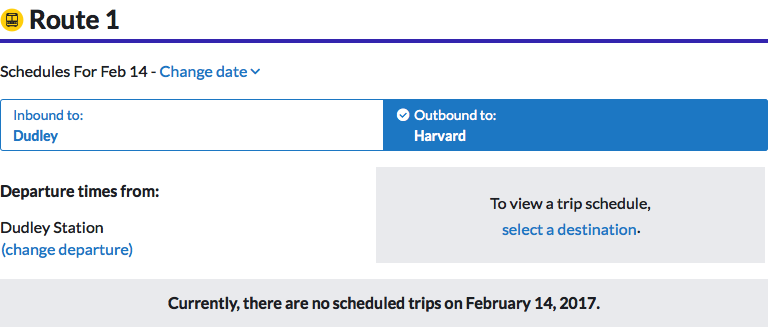 Route 1
Schedules For Feb 14 - Change date
Inbound to:
Dudley
Outbound to:
Harvard
Departure times from:
Dudley Station
(change departure)
To view a trip schedule,
select a destination.
Currently, there are no scheduled trips on February 14, 2017.